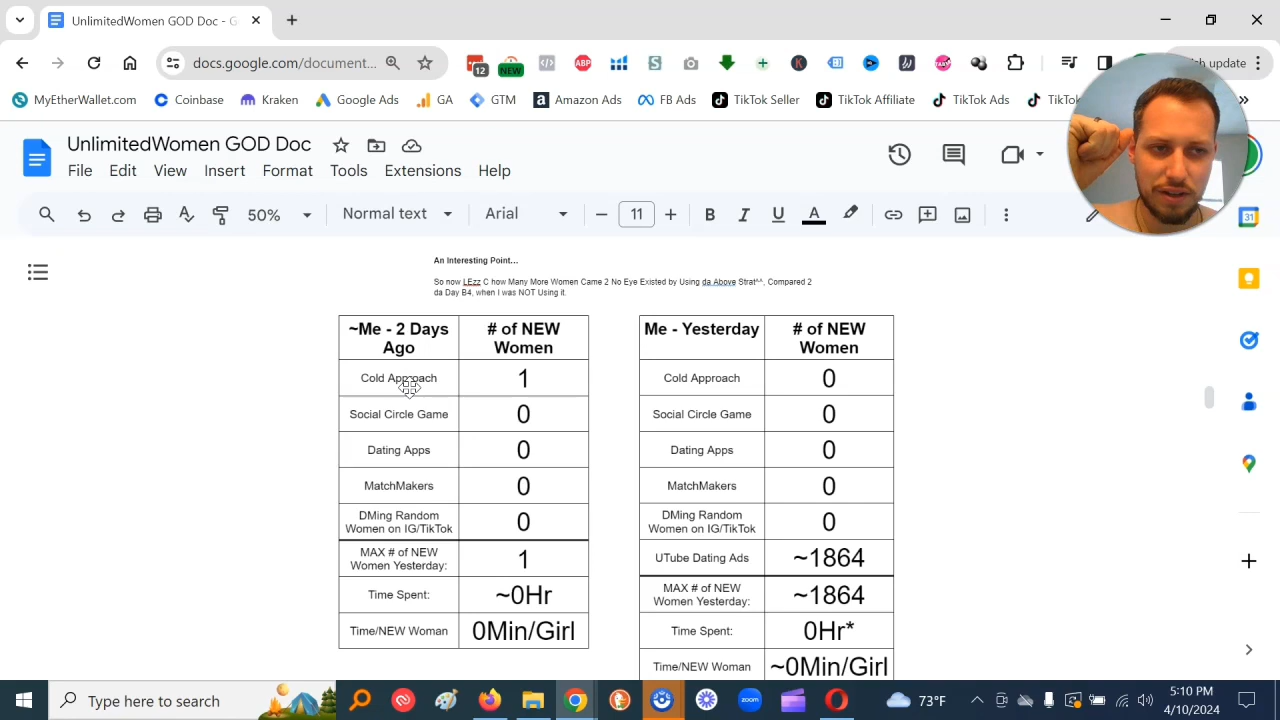 UnlimitedWomen GOD Doc - G
docs.google.com/document...
12
NEW
ABP
sh update
MyEtherWallet.com
Coinbase
Kraken
Google Ads
GA
GTM
Amazon Ads
FB Ads
TikTok Seller
TikTok Affiliate
TikTok Ads
TikTo
UnlimitedWomen GOD Doc
File Edit View Insert Format Tools Extensions Help
50% Normal text Arial 11
An Interesting Point...
So now LEzz C how Many More Women Came 2 No Eye Existed by Using da Above Strat^^, Compared 2
da Day B4, when I was NOT Using it.
~Me - 2 Days
Ago
# of NEW
Women
Cold Approach 1
Social Circle Game 0
Dating Apps 0
MatchMakers 0
DMing Random
Women on IG/TikTok
0
MAX # of NEW
Women Yesterday:
1
Time Spent: ~0Hr
Time/NEW Woman 0Min/Girl
Me - Yesterday
# of NEW
Women
Cold Approach 0
Social Circle Game 0
Dating Apps 0
MatchMakers 0
DMing Random
Women on IG/TikTok
0
UTube Dating Ads ~1864
MAX # of NEW
Women Yesterday:
~1864
Time Spent: 0Hr*
Time/NEW Woman ~0Min/Girl
Type here to search
73°F
5:10 PM
4/10/2024